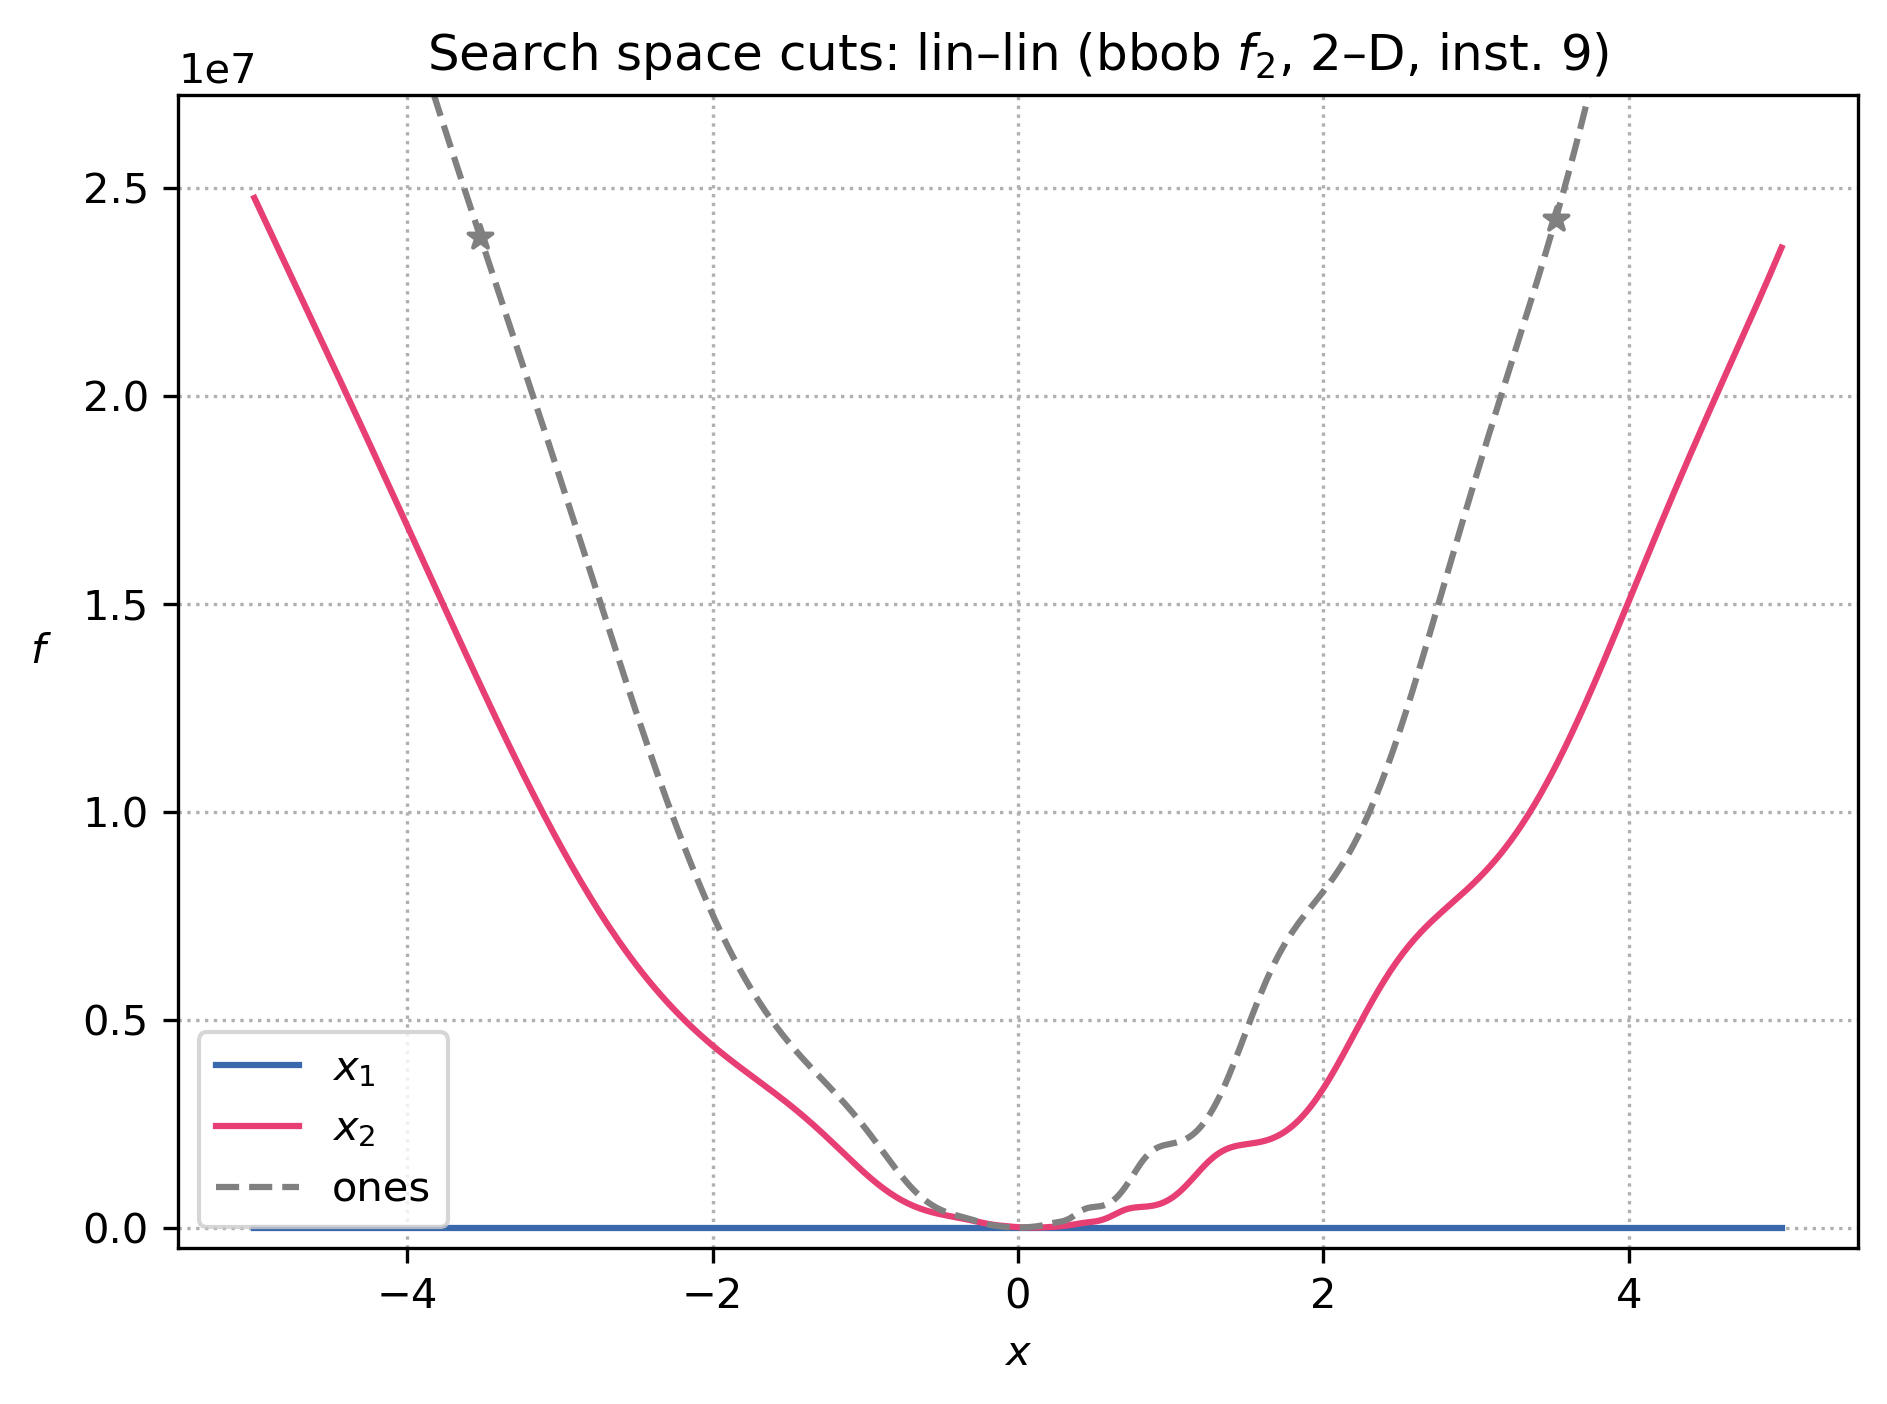 Search space cuts: lin–lin (bbob f₂, 2–D, inst. 9)
1e7
2.5
2.0
1.5
f
1.0
0.5
0.0
x₁
x₂
ones
−4 −2 0 2 4
x